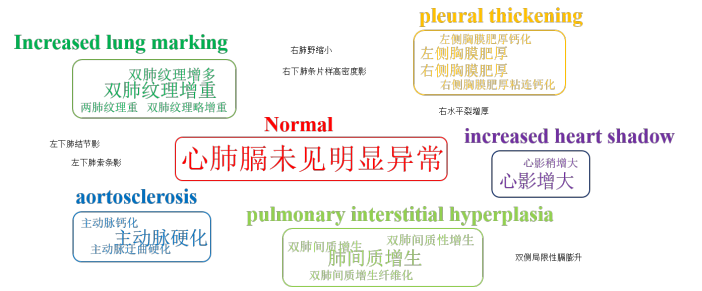 pleural thickening
Increased lung marking
左侧胸膜肥厚钙化
左侧胸膜肥厚
右侧胸膜肥厚
右侧胸膜肥厚粘连钙化
右肺野缩小
右下肺条片样高密度影
双肺纹理增多
双肺纹理增重
两肺纹理重 双肺纹理略增重
右水平裂增厚
Normal
increased heart shadow
左下肺结节影
左下肺索条影
心肺膈未见明显异常
心影稍增大
心影增大
aortosclerosis
pulmonary interstitial hyperplasia
主动脉钙化
主动脉硬化
主动脉迂曲硬化
双肺间质增生
双肺间质性增生
肺间质增生
双肺间质增生纤维化
双侧局限性膈膨升